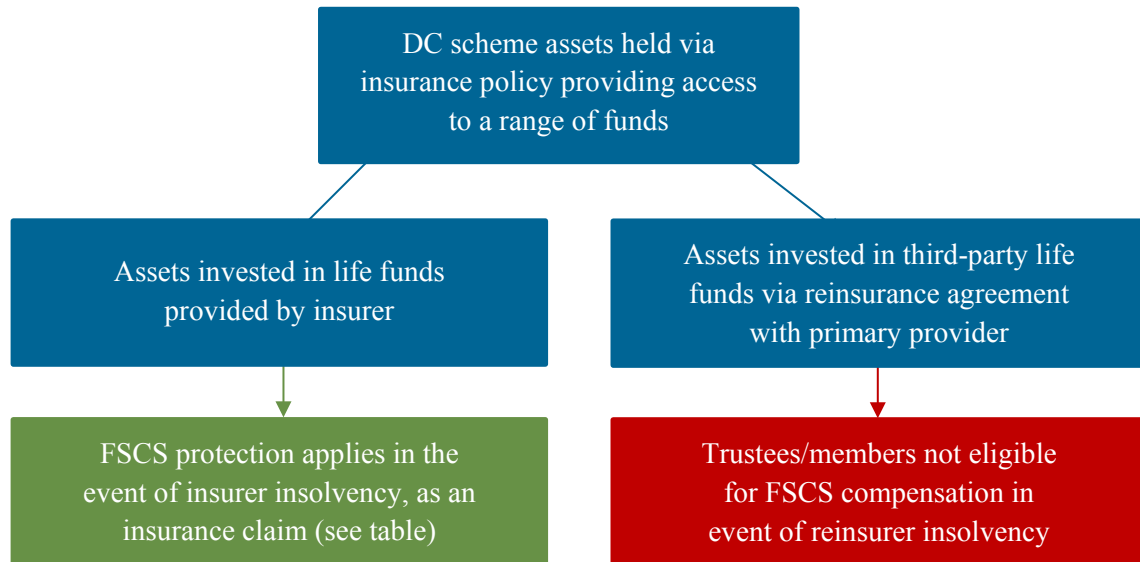 DC scheme assets held via
insurance policy providing access
to a range of funds
Assets invested in life funds
provided by insurer
Assets invested in third-party life
funds via reinsurance agreement
with primary provider
FSCS protection applies in the
event of insurer insolvency, as an
insurance claim (see table)
Trustees/members not eligible
for FSCS compensation in
event of reinsurer insolvency